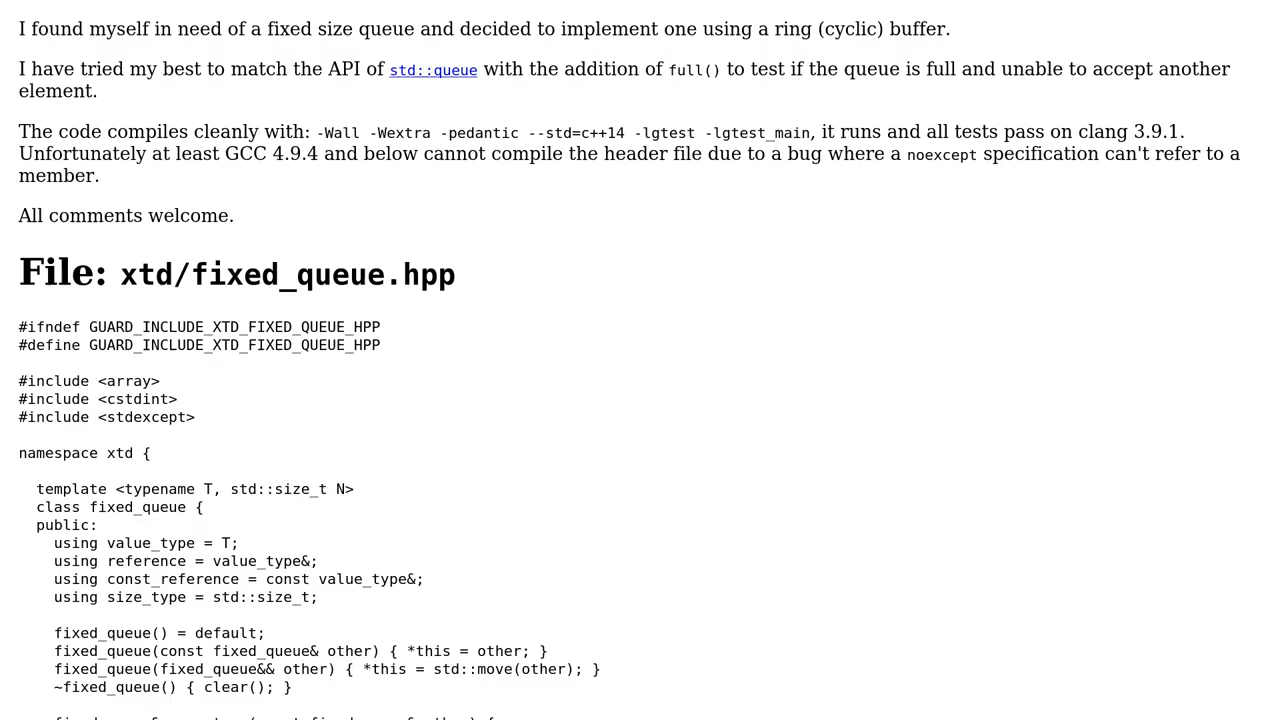 I found myself in need of a fixed size queue and decided to implement one using a ring (cyclic) buffer.
I have tried my best to match the API of std::queue with the addition of full() to test if the queue is full and unable to accept another
element.
The code compiles cleanly with: -Wall -Wextra -pedantic --std=c++14 -lgtest -lgtest_main, it runs and all tests pass on clang 3.9.1.
Unfortunately at least GCC 4.9.4 and below cannot compile the header file due to a bug where a noexcept specification can't refer to a
member.
All comments welcome.
File: xtd/fixed_queue.hpp
#ifndef GUARD_INCLUDE_XTD_FIXED_QUEUE_HPP
#define GUARD_INCLUDE_XTD_FIXED_QUEUE_HPP
#include <array>
#include <cstdint>
#include <stdexcept>
namespace xtd {
template <typename T, std::size_t N>
class fixed_queue {
public:
using value_type = T;
using reference = value_type&;
using const_reference = const value_type&;
using size_type = std::size_t;
fixed_queue() = default;
fixed_queue(const fixed_queue& other) { *this = other; }
fixed_queue(fixed_queue&& other) { *this = std::move(other); }
~fixed_queue() { clear(); }